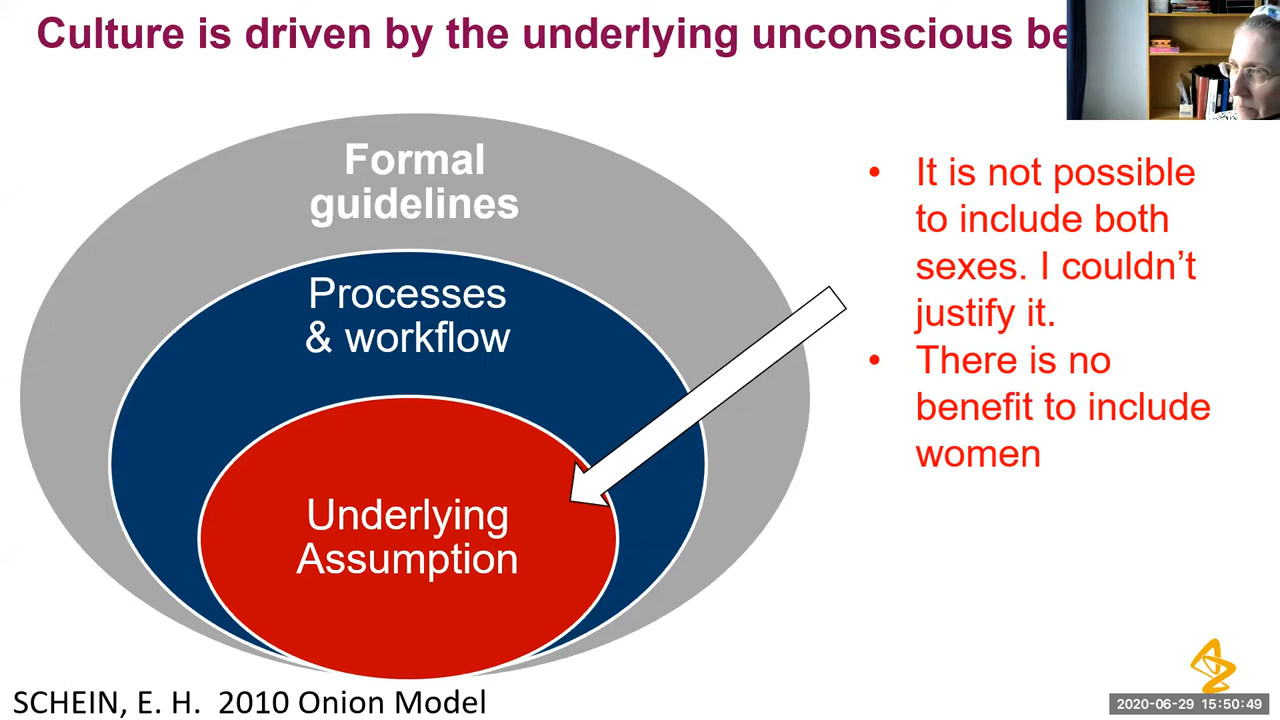 Culture is driven by the underlying unconscious be
Formal
guidelines
Processes
& workflow
Underlying
Assumption
• It is not possible
to include both
sexes. I couldn’t
justify it.
• There is no
benefit to include
women
SCHEIN, E. H. 2010 Onion Model
2020-06-29 15:50:49